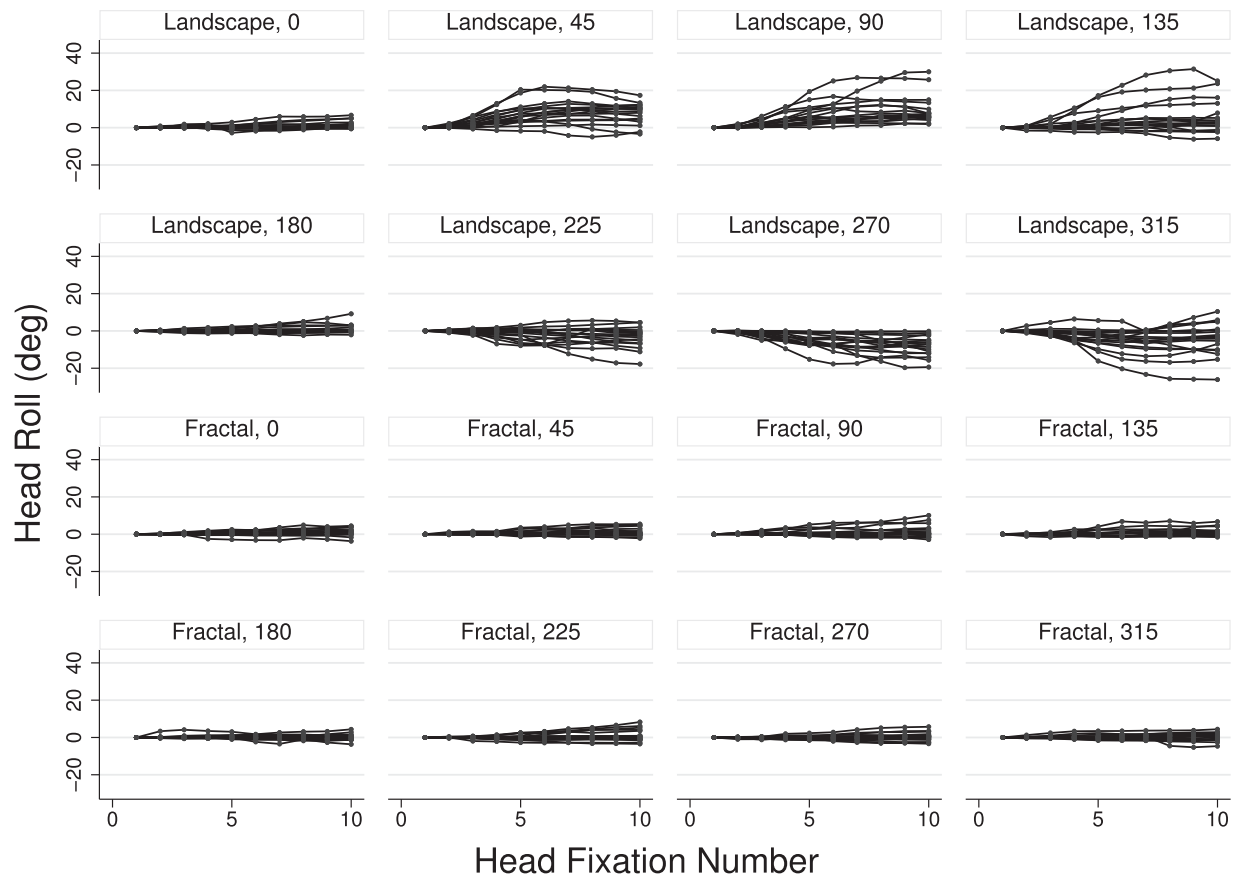 Landscape, 0 Landscape, 45 Landscape, 90 Landscape, 135
40
20
0
−20
Landscape, 180 Landscape, 225 Landscape, 270 Landscape, 315
40
20
0
−20
Head Roll (deg)
Fractal, 0 Fractal, 45 Fractal, 90 Fractal, 135
40
20
0
−20
Fractal, 180 Fractal, 225 Fractal, 270 Fractal, 315
40
20
0
−20
0 5 10 0 5 10 0 5 10 0 5 10
Head Fixation Number